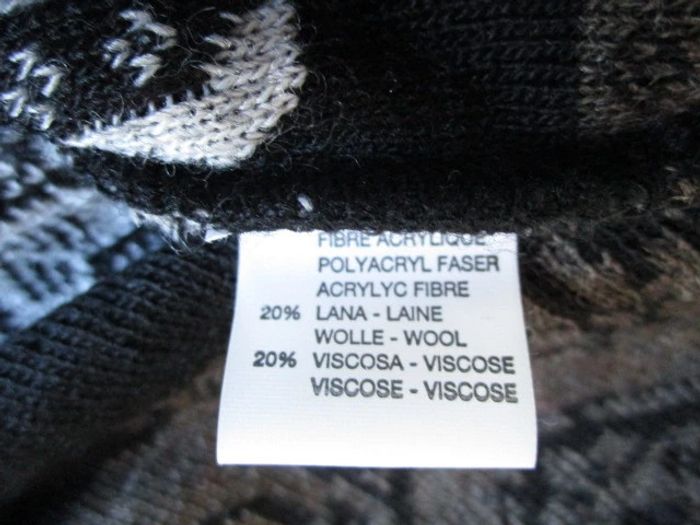 FIBRE ACRYLIQUE
POLYACRYL FASER
ACRYLYC FIBRE
20% LANA - LAINE
WOLLE - WOOL
20% VISCOSA - VISCOSE
VISCOSE - VISCOSE